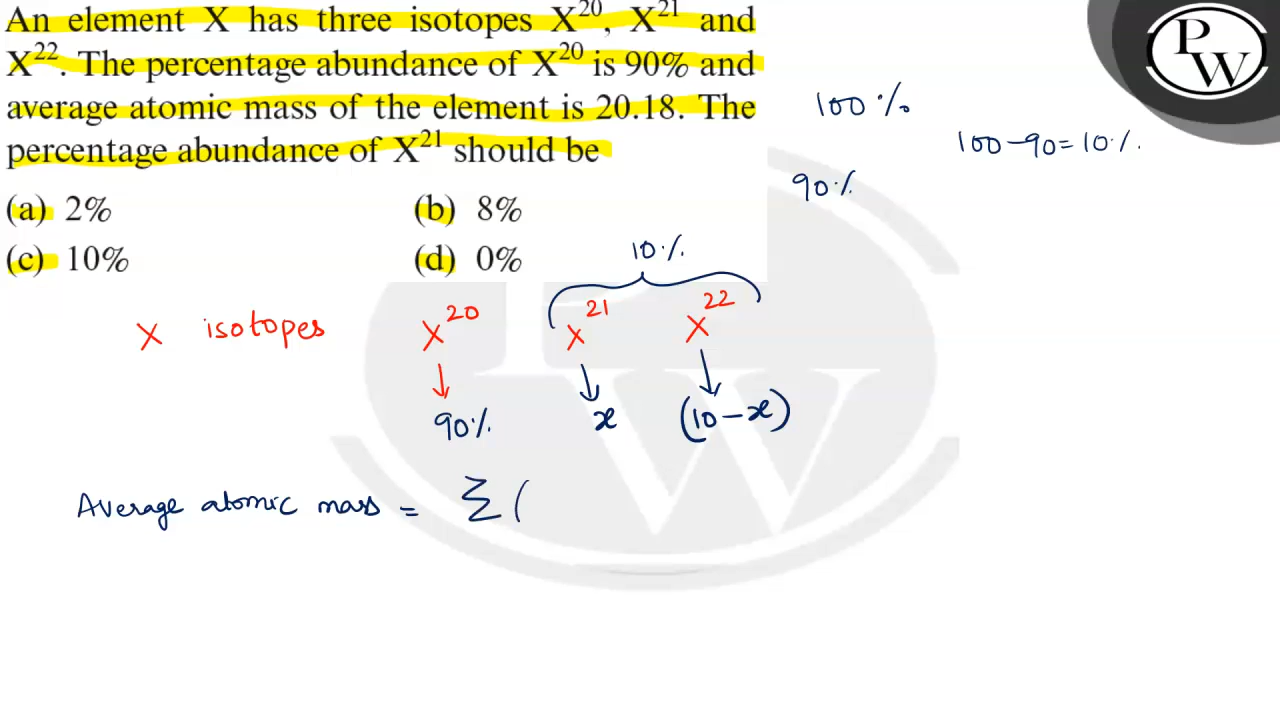 An element X has three isotopes X²⁰, X²¹ and
X²². The percentage abundance of X²⁰ is 90% and
average atomic mass of the element is 20.18. The
percentage abundance of X²¹ should be
(a) 2% (b) 8%
(c) 10% (d) 0%
PW
100%
100-90=10%.
90%
10%
X isotopes X²⁰ X²¹ X²²
90% x (10-x)
Average atomic mass = Σ (